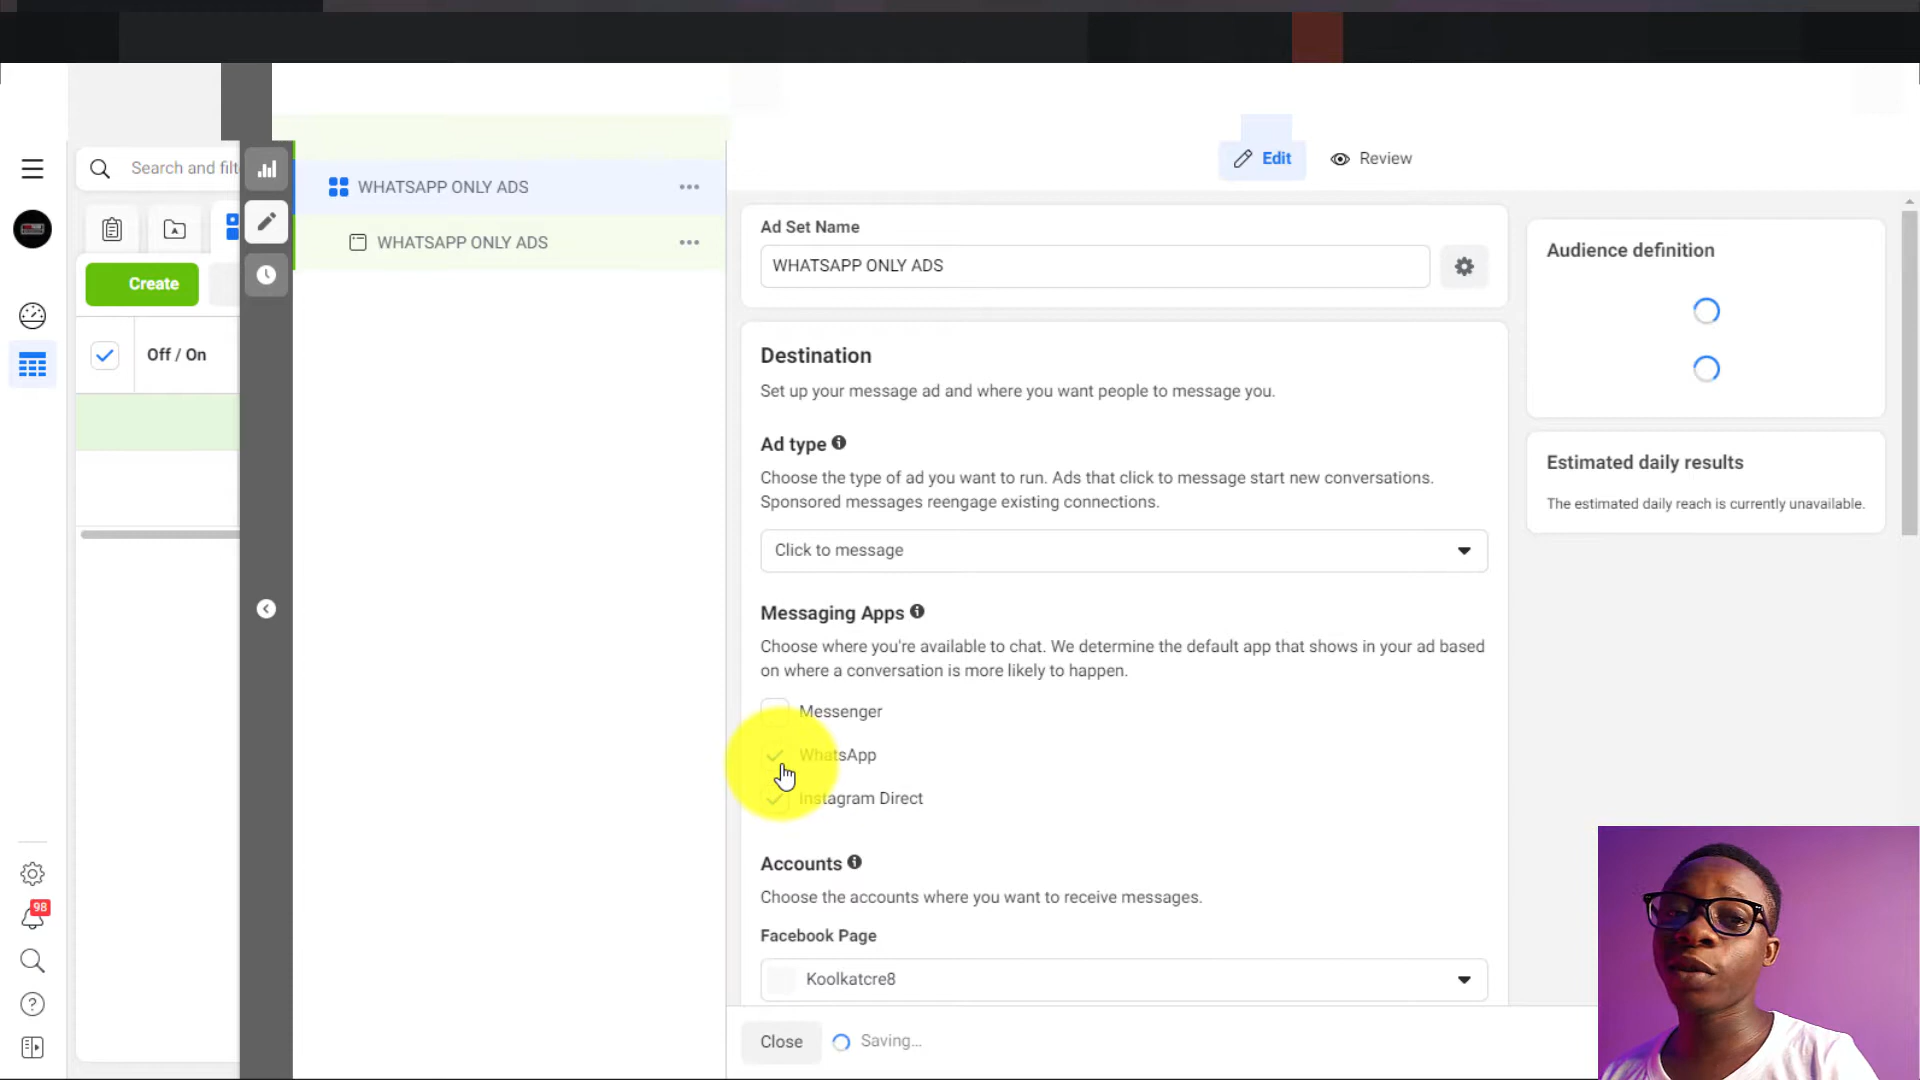 Search and filt
Off / On
Create
98
WHATSAPP ONLY ADS
WHATSAPP ONLY ADS
Edit
Review
Ad Set Name
WHATSAPP ONLY ADS
Destination
Set up your message ad and where you want people to message you.
Ad type
Choose the type of ad you want to run. Ads that click to message start new conversations.
Sponsored messages reengage existing connections.
Click to message
Messaging Apps
Choose where you're available to chat. We determine the default app that shows in your ad based
on where a conversation is more likely to happen.
Messenger
WhatsApp
Instagram Direct
Accounts
Choose the accounts where you want to receive messages.
Facebook Page
Koolkatcre8
Close
Saving...
Audience definition
Estimated daily results
The estimated daily reach is currently unavailable.